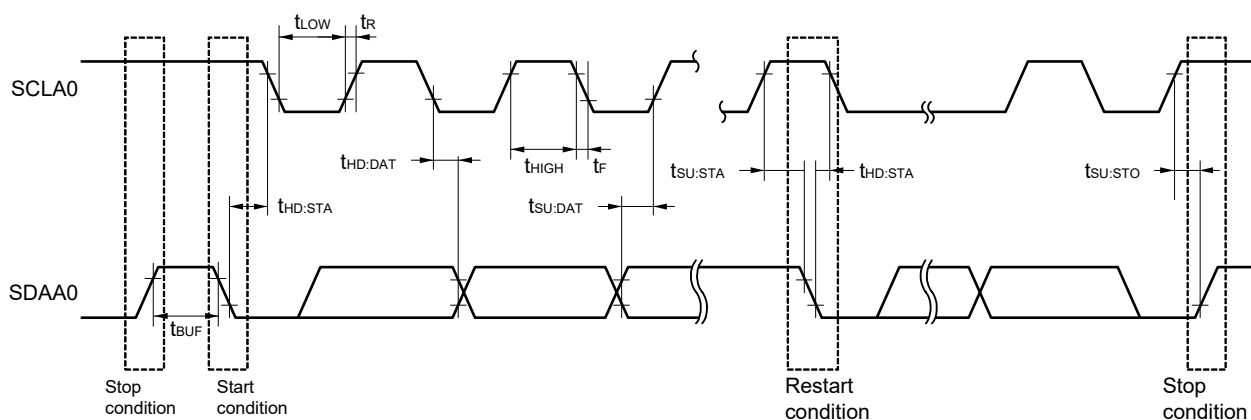 tLOW
tR
SCLA0
tHD:DAT
tHIGH
tF
tSU:STA
tHD:STA
tSU:STO
tHD:STA
tSU:DAT
SDAA0
tBUF
Stop
condition
Start
condition
Restart
condition
Stop
condition